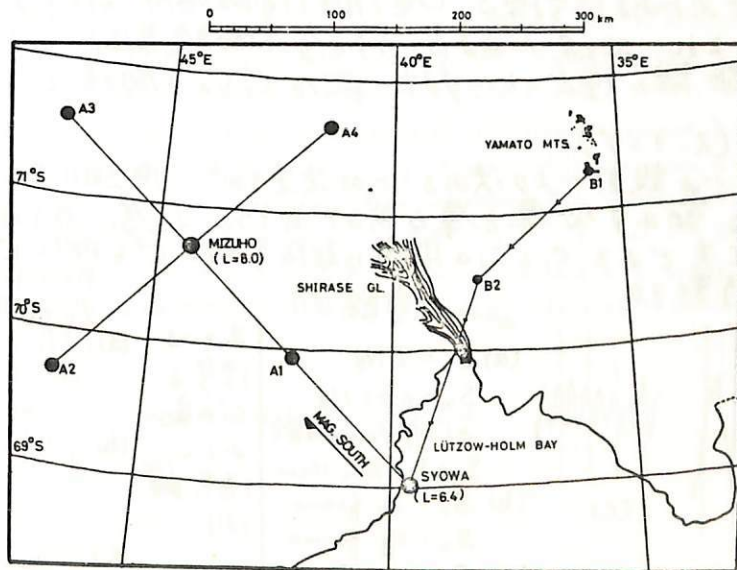 0 100 200 300 km
45°E 40°E 35°E
A3
A4
YAMATO MTS.
71°S
B1
MIZUHO
(L=8.0)
SHIRASE GL.
B2
70°S
A2
A1
MAG. SOUTH
69°S
LÜTZOW-HOLM BAY
SYOWA
(L=6.4)